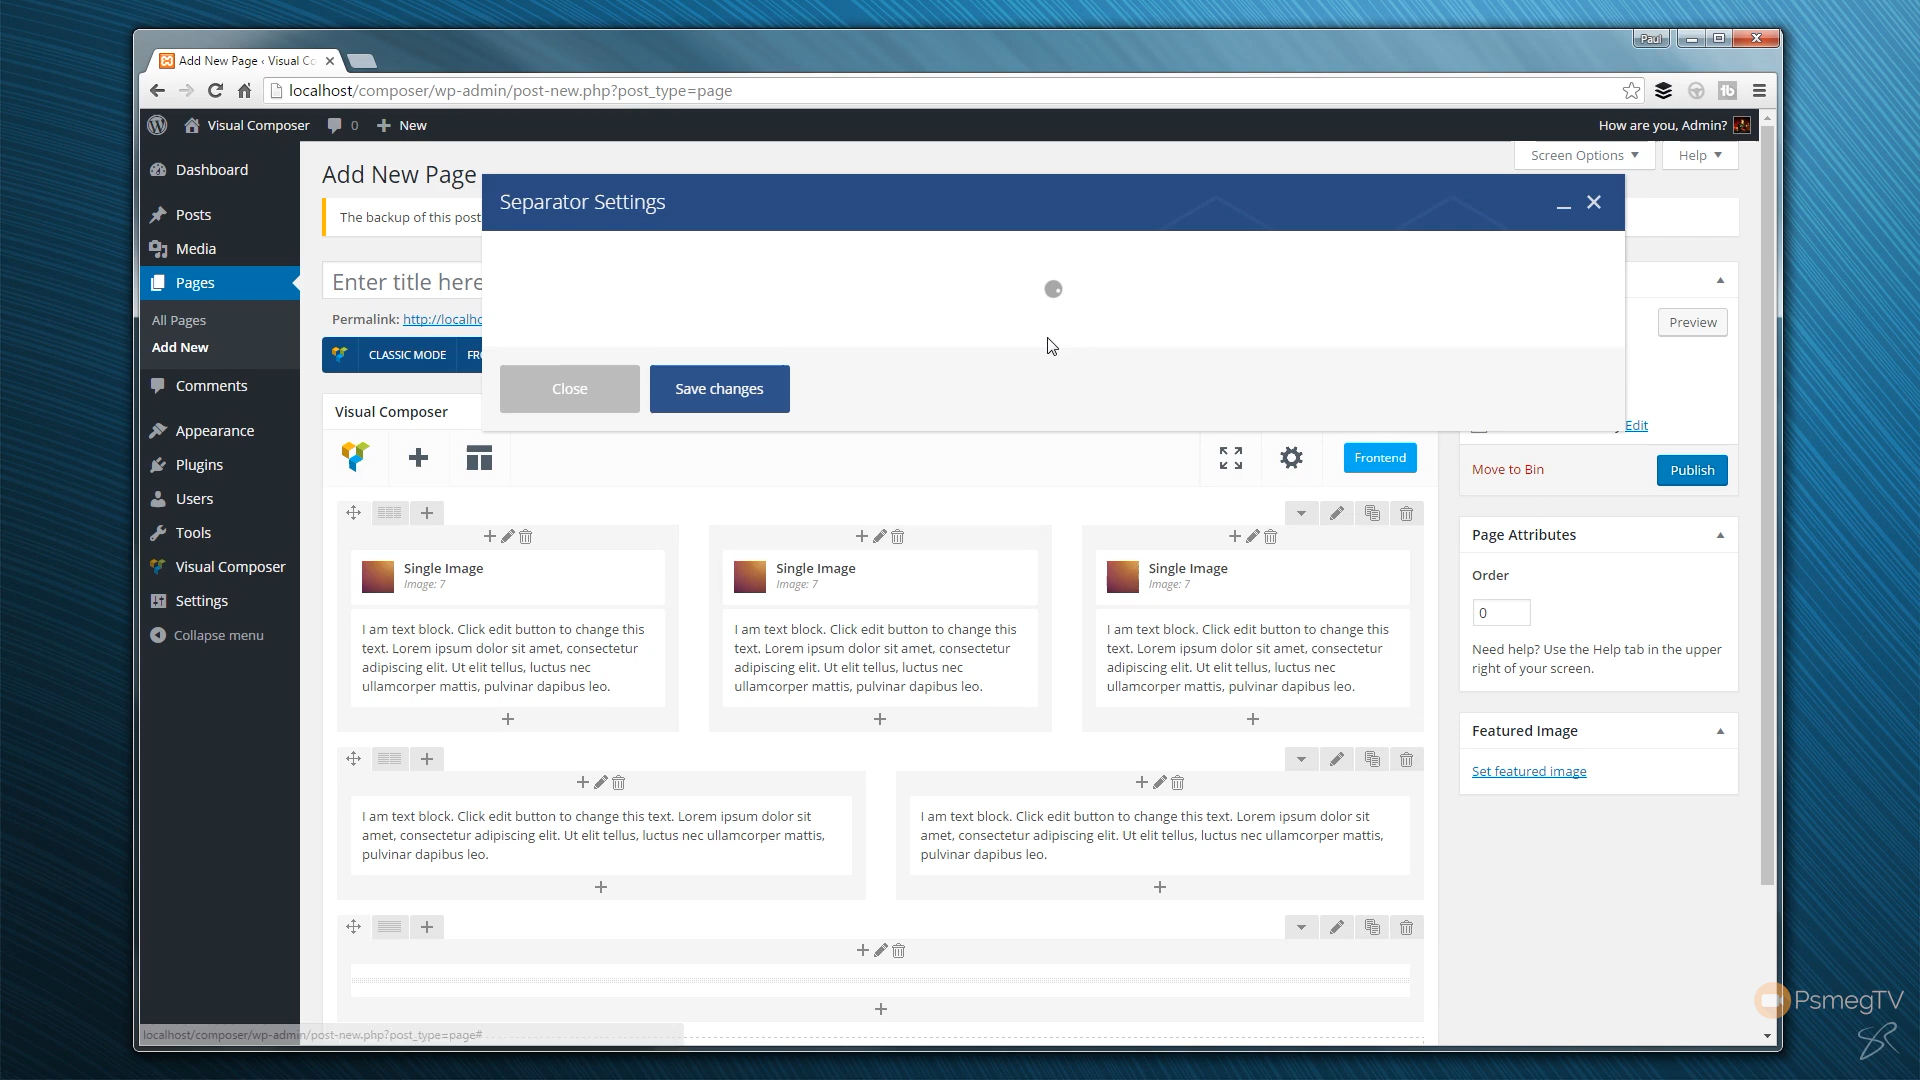 Paul
Add New Page ‹ Visual Co
localhost/composer/wp-admin/post-new.php?post_type=page
Visual Composer
0
New
How are you, Admin?
Screen Options
Help
Dashboard
Posts
Media
Pages
All Pages
Add New
Comments
Appearance
Plugins
Users
Tools
Visual Composer
Settings
Collapse menu
Add New Page
The backup of this post
Enter title here
Permalink: http://localho
CLASSIC MODE
FR
Separator Settings
Close
Save changes
Visual Composer
Frontend
Single Image
Image: 7
I am text block. Click edit button to change this
text. Lorem ipsum dolor sit amet, consectetur
adipiscing elit. Ut elit tellus, luctus nec
ullamcorper mattis, pulvinar dapibus leo.
Single Image
Image: 7
I am text block. Click edit button to change this
text. Lorem ipsum dolor sit amet, consectetur
adipiscing elit. Ut elit tellus, luctus nec
ullamcorper mattis, pulvinar dapibus leo.
Single Image
Image: 7
I am text block. Click edit button to change this
text. Lorem ipsum dolor sit amet, consectetur
adipiscing elit. Ut elit tellus, luctus nec
ullamcorper mattis, pulvinar dapibus leo.
I am text block. Click edit button to change this text. Lorem ipsum dolor sit
amet, consectetur adipiscing elit. Ut elit tellus, luctus nec ullamcorper mattis,
pulvinar dapibus leo.
I am text block. Click edit button to change this text. Lorem ipsum dolor sit
amet, consectetur adipiscing elit. Ut elit tellus, luctus nec ullamcorper mattis,
pulvinar dapibus leo.
Preview
Edit
Move to Bin
Publish
Page Attributes
Order
0
Need help? Use the Help tab in the upper
right of your screen.
Featured Image
Set featured image
localhost/composer/wp-admin/post-new.php?post_type=page#
PsmegTV